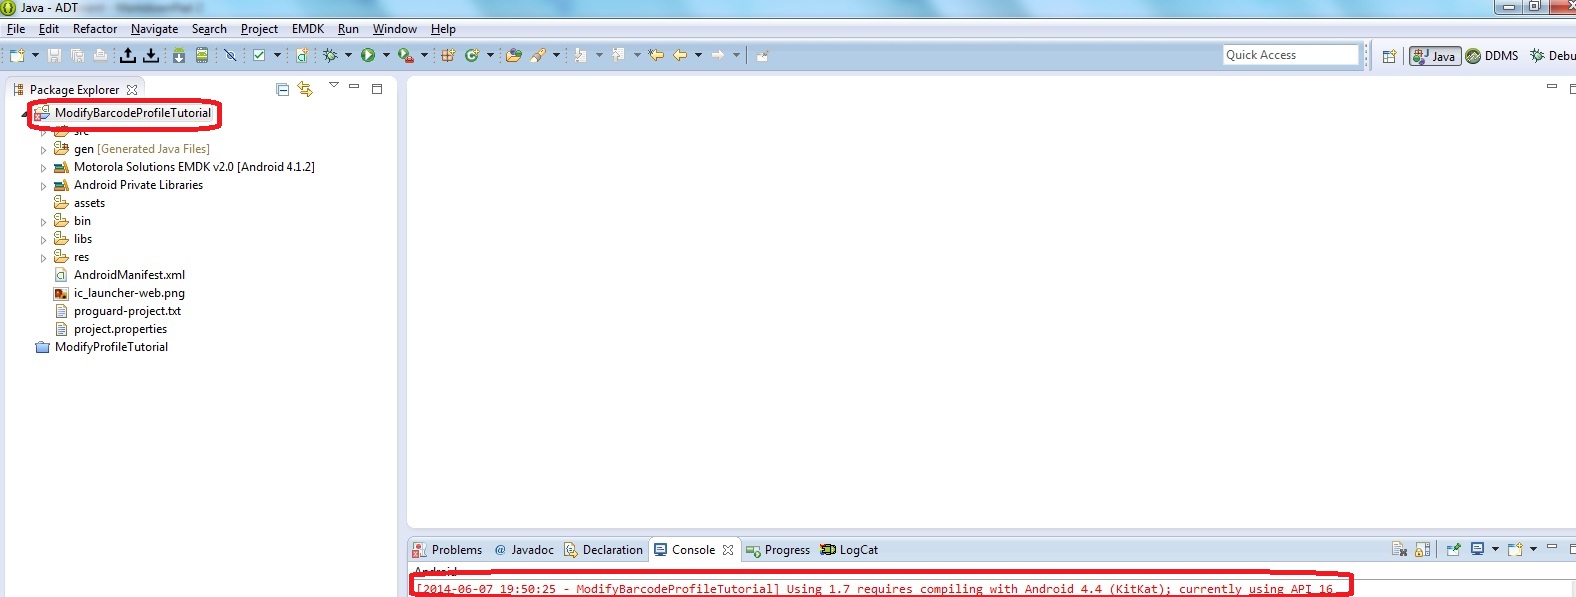 Java - ADT
File Edit Refactor Navigate Search Project EMDK Run Window Help
Quick Access Java DDMS Debu
Package Explorer
ModifyBarcodeProfileTutorial
src
gen [Generated Java Files]
Motorola Solutions EMDK v2.0 [Android 4.1.2]
Android Private Libraries
assets
bin
libs
res
AndroidManifest.xml
ic_launcher-web.png
proguard-project.txt
project.properties
ModifyProfileTutorial
Problems @ Javadoc Declaration Console Progress LogCat
Android
[2014-06-07 19:50:25 - ModifyBarcodeProfileTutorial] Using 1.7 requires compiling with Android 4.4 (KitKat); currently using API 16